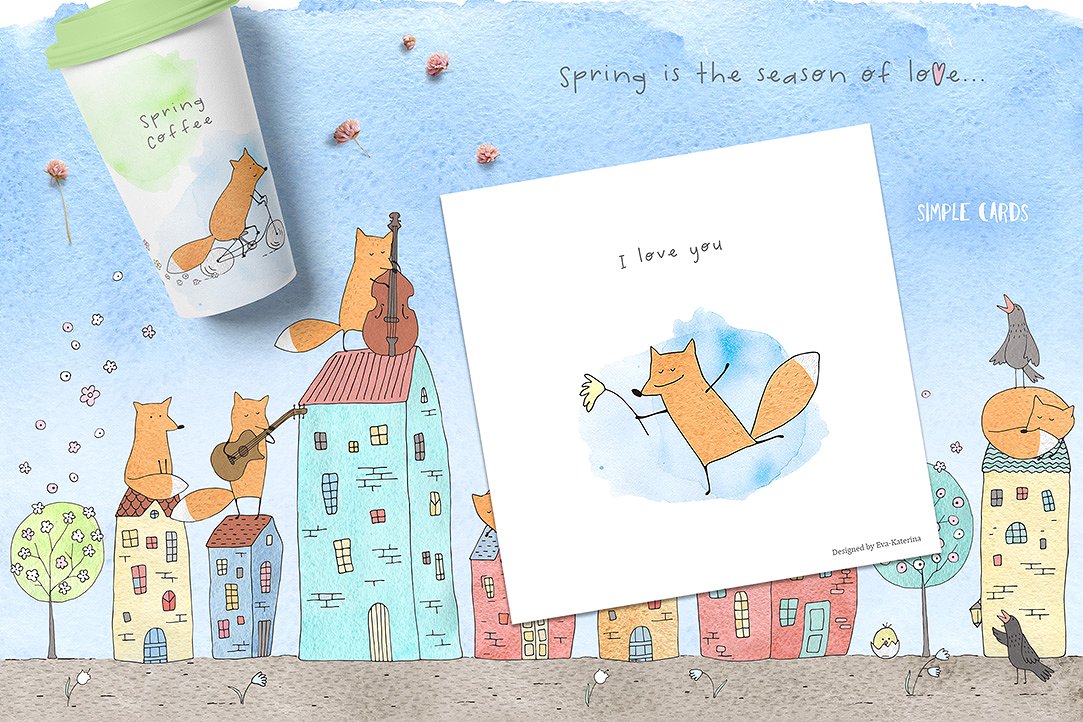 Spring is the season of love...
Spring
Coffee
SIMPLE CARDS
I love you
Designed by Eva-Katerina